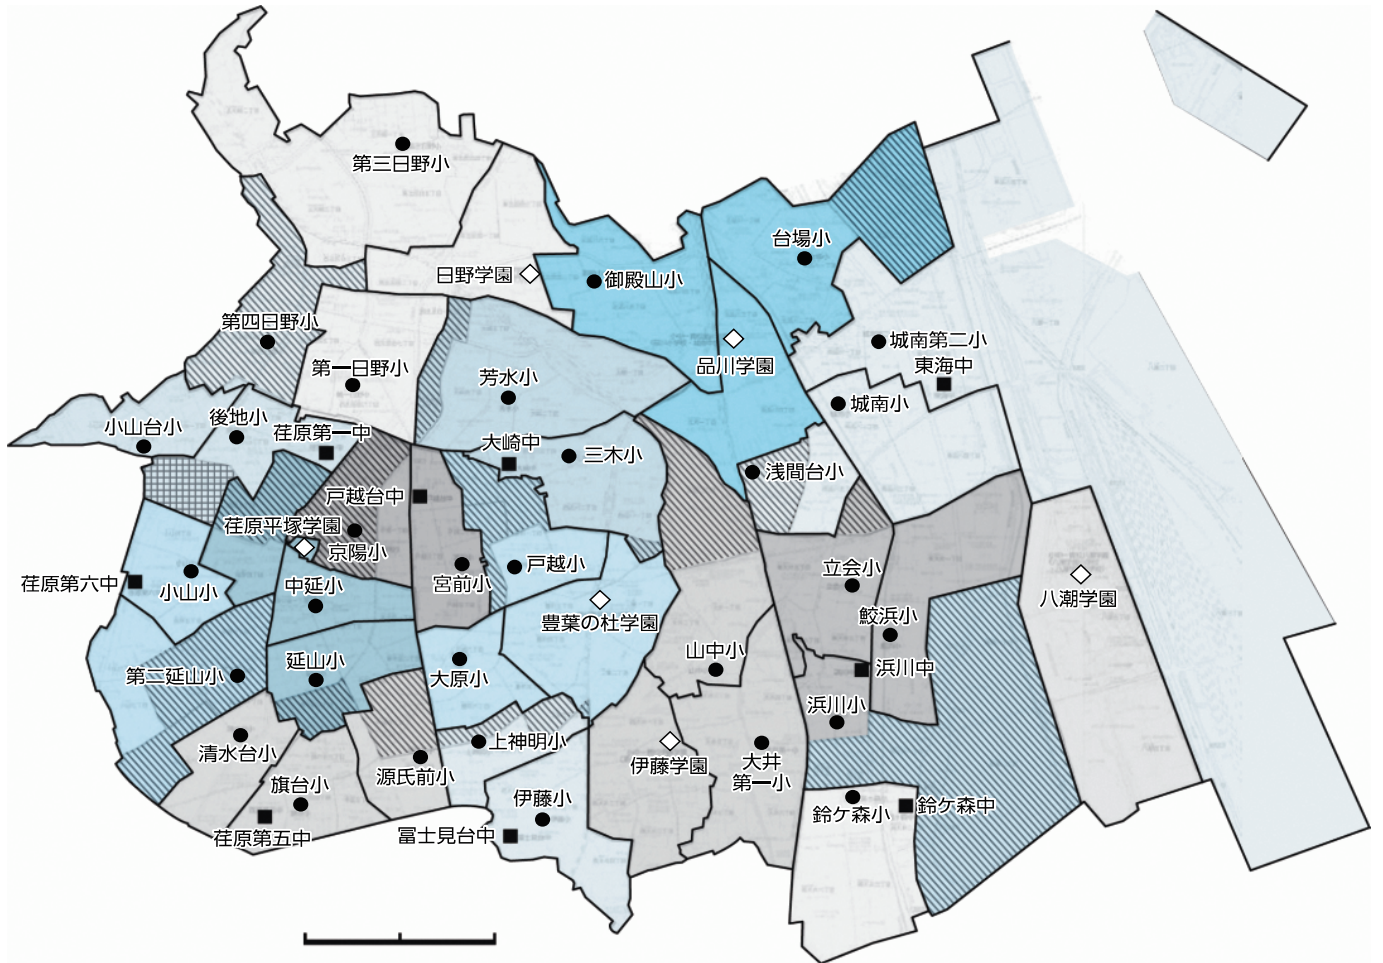 第三日野小
日野学園
御殿山小
台場小
第四日野小
第一日野小
芳水小
品川学園
城南第二小
東海中
小山台小
後地小
荏原第一中
大崎中
三木小
城南小
浅間台小
戸越台中
荏原平塚学園
京陽小
宮前小
戸越小
立会小
八潮学園
荏原第六中
小山小
中延小
豊葉の杜学園
鮫浜小
第二延山小
延山小
大原小
山中小
浜川中
浜川小
清水台小
上神明小
伊藤学園
大井
第一小
源氏前小
旗台小
伊藤小
鈴ケ森小
鈴ケ森中
荏原第五中
冨士見台中